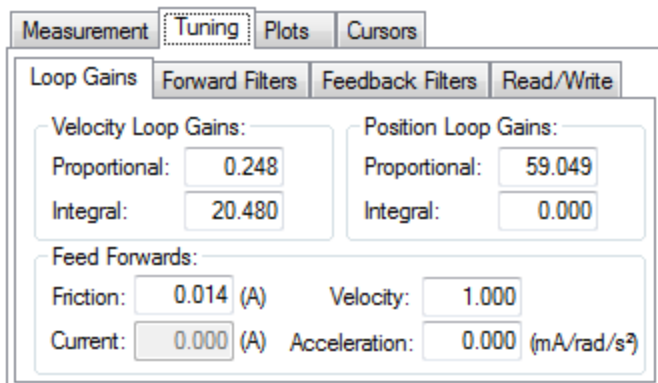 Measurement Tuning Plots Cursors
Loop Gains Forward Filters Feedback Filters Read/Write
Velocity Loop Gains: Position Loop Gains:
Proportional: 0.248 Proportional: 59.049
Integral: 20.480 Integral: 0.000
Feed Forwards:
Friction: 0.014 (A) Velocity: 1.000
Current: 0.000 (A) Acceleration: 0.000 (mA/rad/s²)